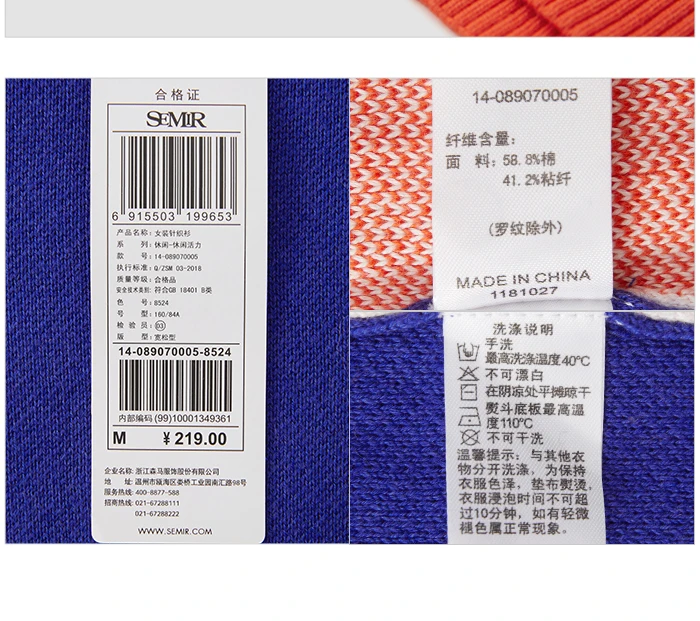 合格证
SEMIR
6 915503 199653
产品名称: 女装针织衫
系 列: 休闲-休闲活力
款 号: 14-089070005
执行标准: Q/ZSM 03-2018
质量等级: 合格品
安全技术类别: 符合GB 18401 B类
色 号: 8524
号 型: 160/84A
检 验 员: 03
版 型: 宽松型
14-089070005-8524
内部编码 (99)10001349361
M ¥219.00
企业名称: 浙江森马服饰股份有限公司
地 址: 温州市瓯海区娄桥工业园南汇路98号
服务热线: 400-8877-588
招商热线: 021-67288111
021-67288222
WWW.SEMIR.COM
14-089070005
纤维含量:
面 料: 58.8%棉
41.2%粘纤
(罗纹除外)
MADE IN CHINA
1181027
洗涤说明
手洗
最高洗涤温度40℃
不可漂白
在阴凉处平摊晾干
熨斗底板最高温
度110℃
不可干洗
温馨提示: 与其他衣
物分开洗涤, 为保持
衣服色泽, 垫布熨烫,
衣服浸泡时间不可超
过10分钟, 如有轻微
褪色属正常现象。